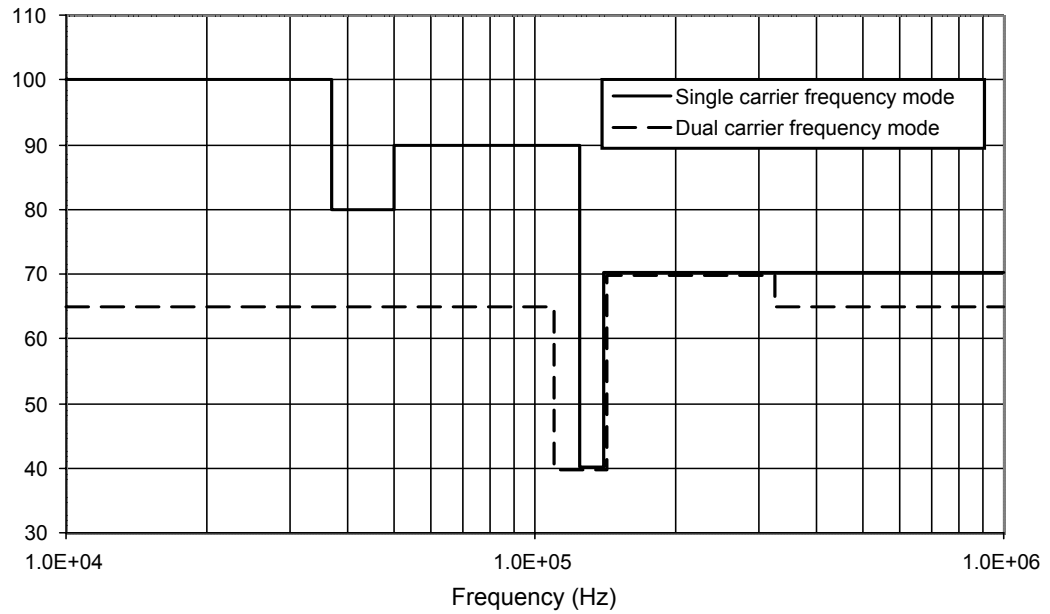 110
100
90
80
70
60
50
40
30
Single carrier frequency mode
Dual carrier frequency mode
1.0E+04
1.0E+05
1.0E+06
Frequency (Hz)